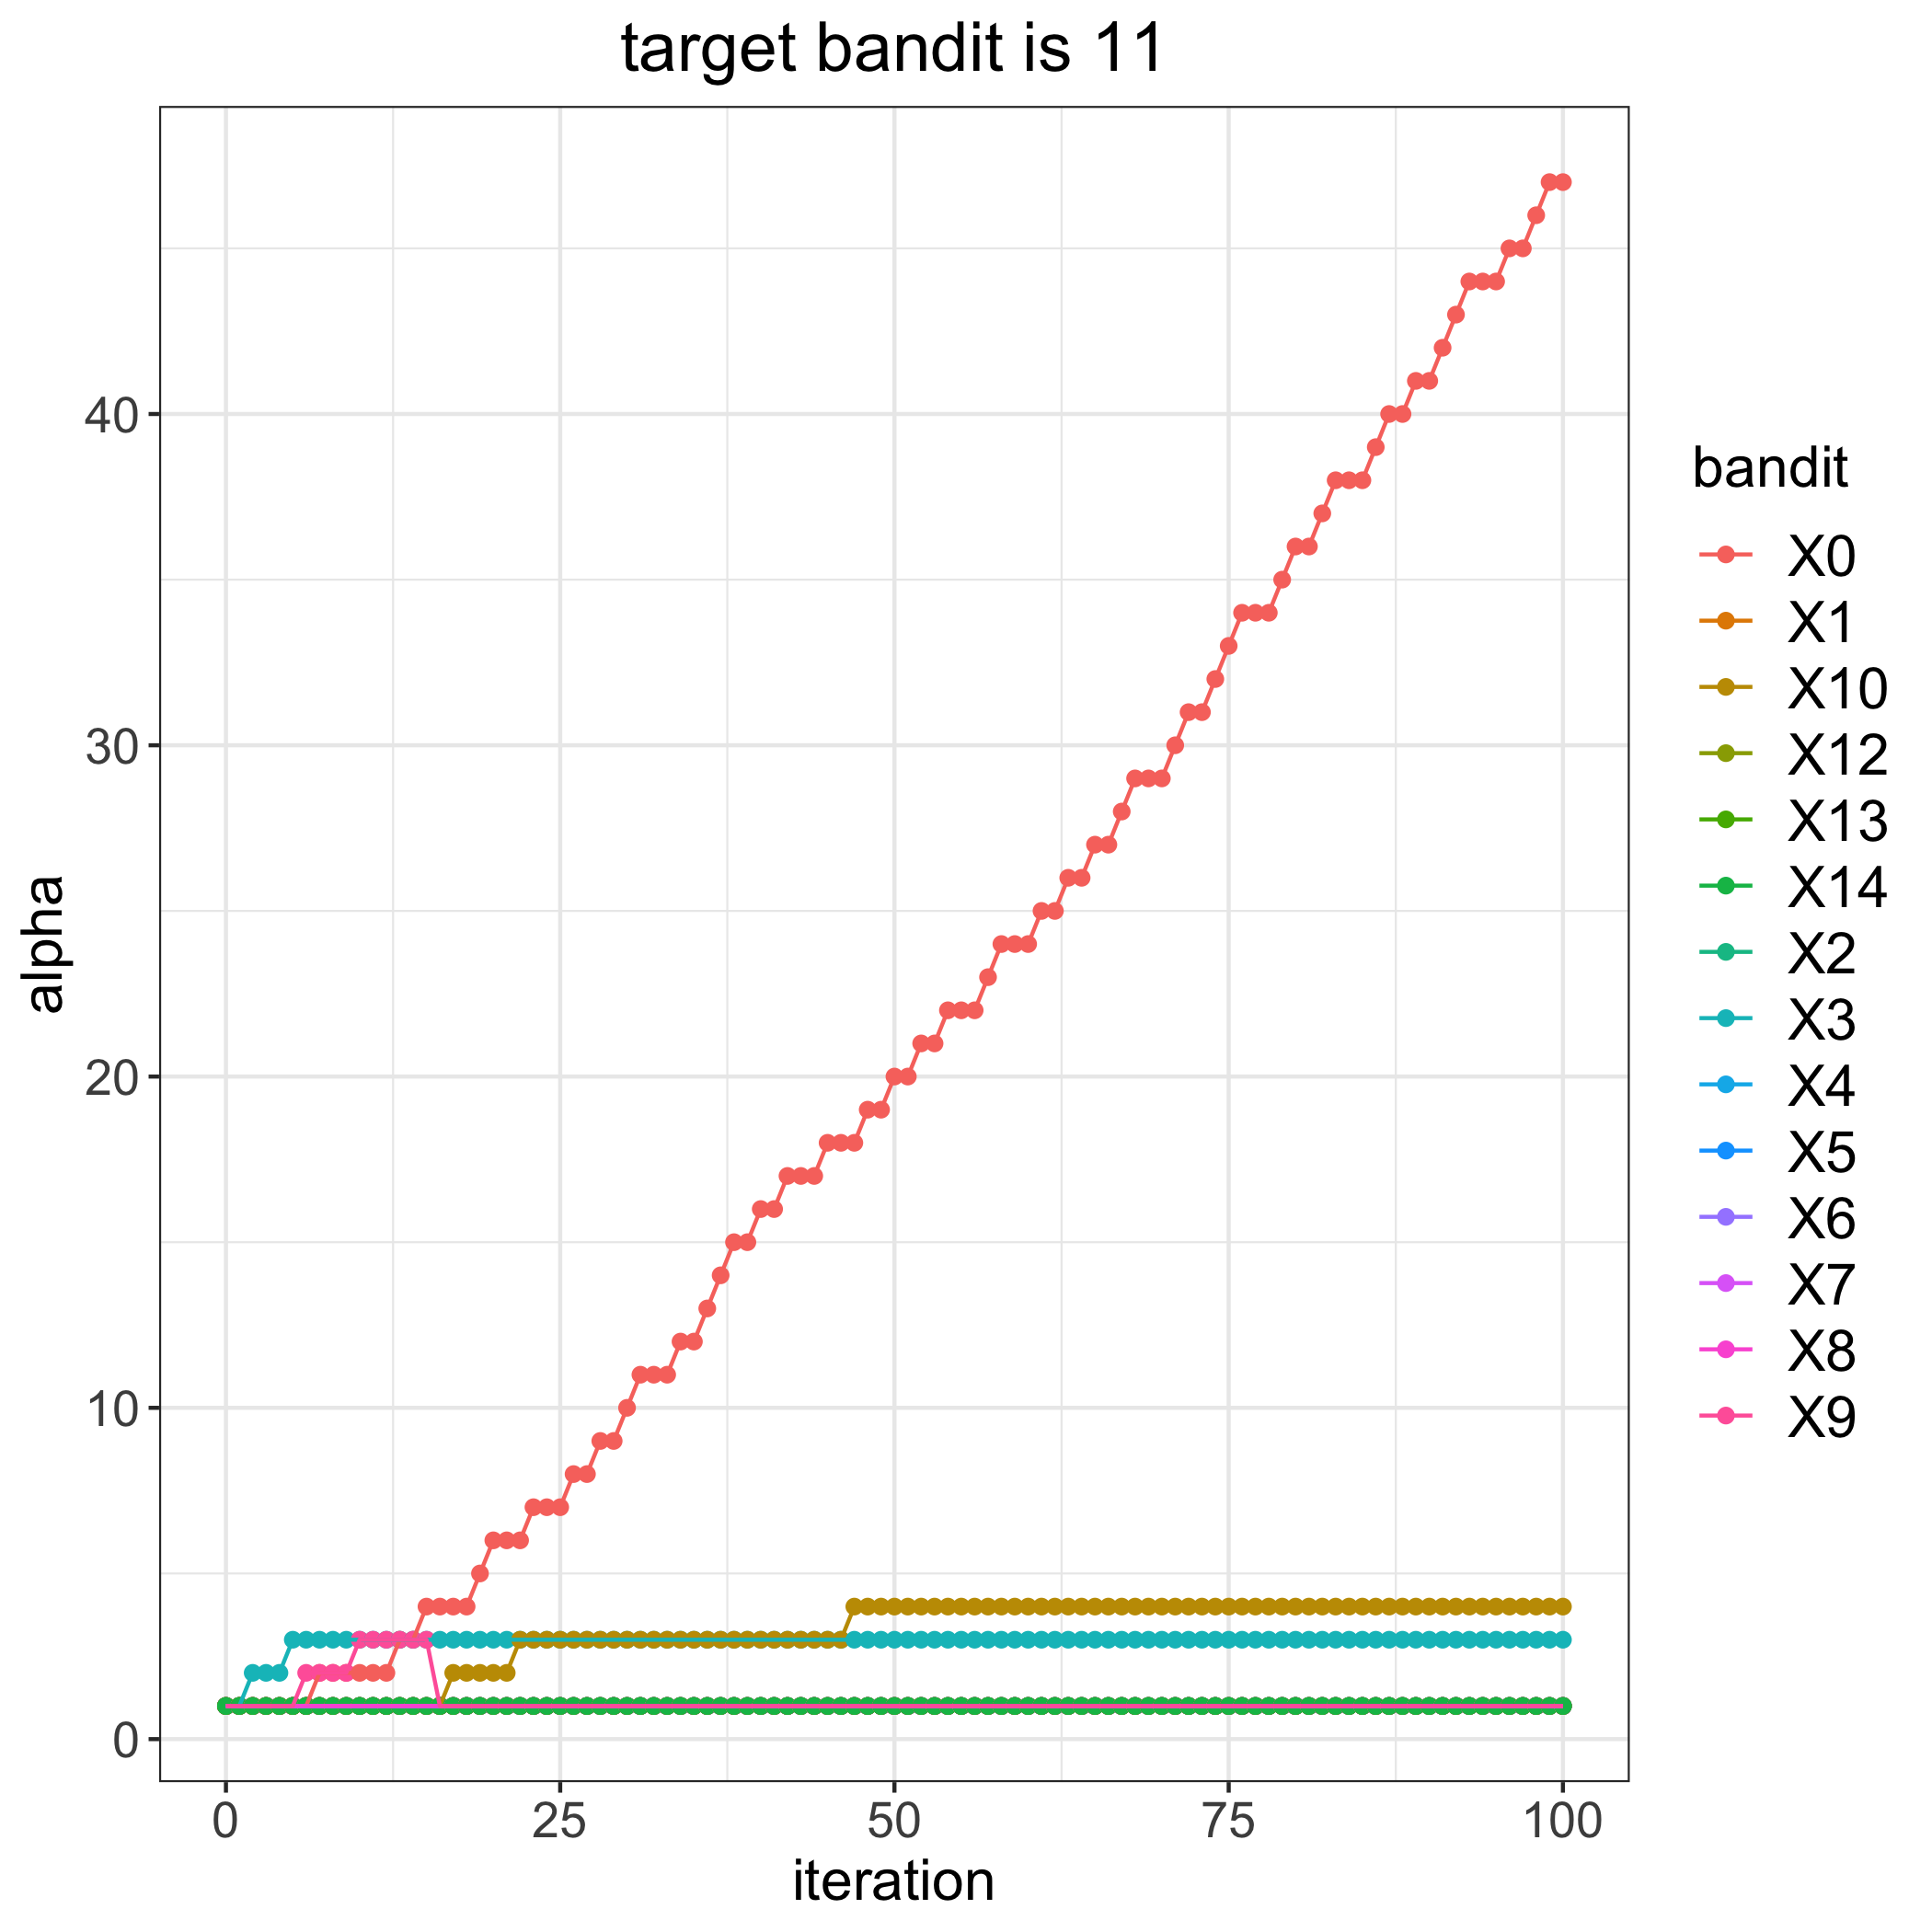 target bandit is 11
alpha
40
30
20
10
0
0 25 50 75 100
iteration
bandit
X0
X1
X10
X12
X13
X14
X2
X3
X4
X5
X6
X7
X8
X9